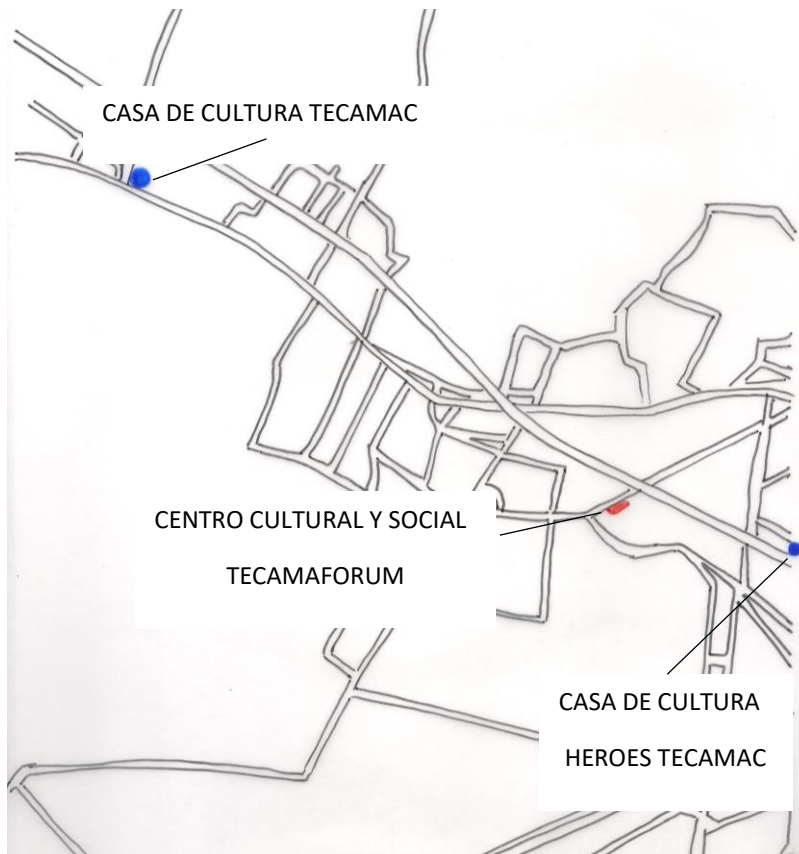 CASA DE CULTURA TECAMAC
CENTRO CULTURAL Y SOCIAL
TECAMAFORUM
CASA DE CULTURA
HEROES TECAMAC